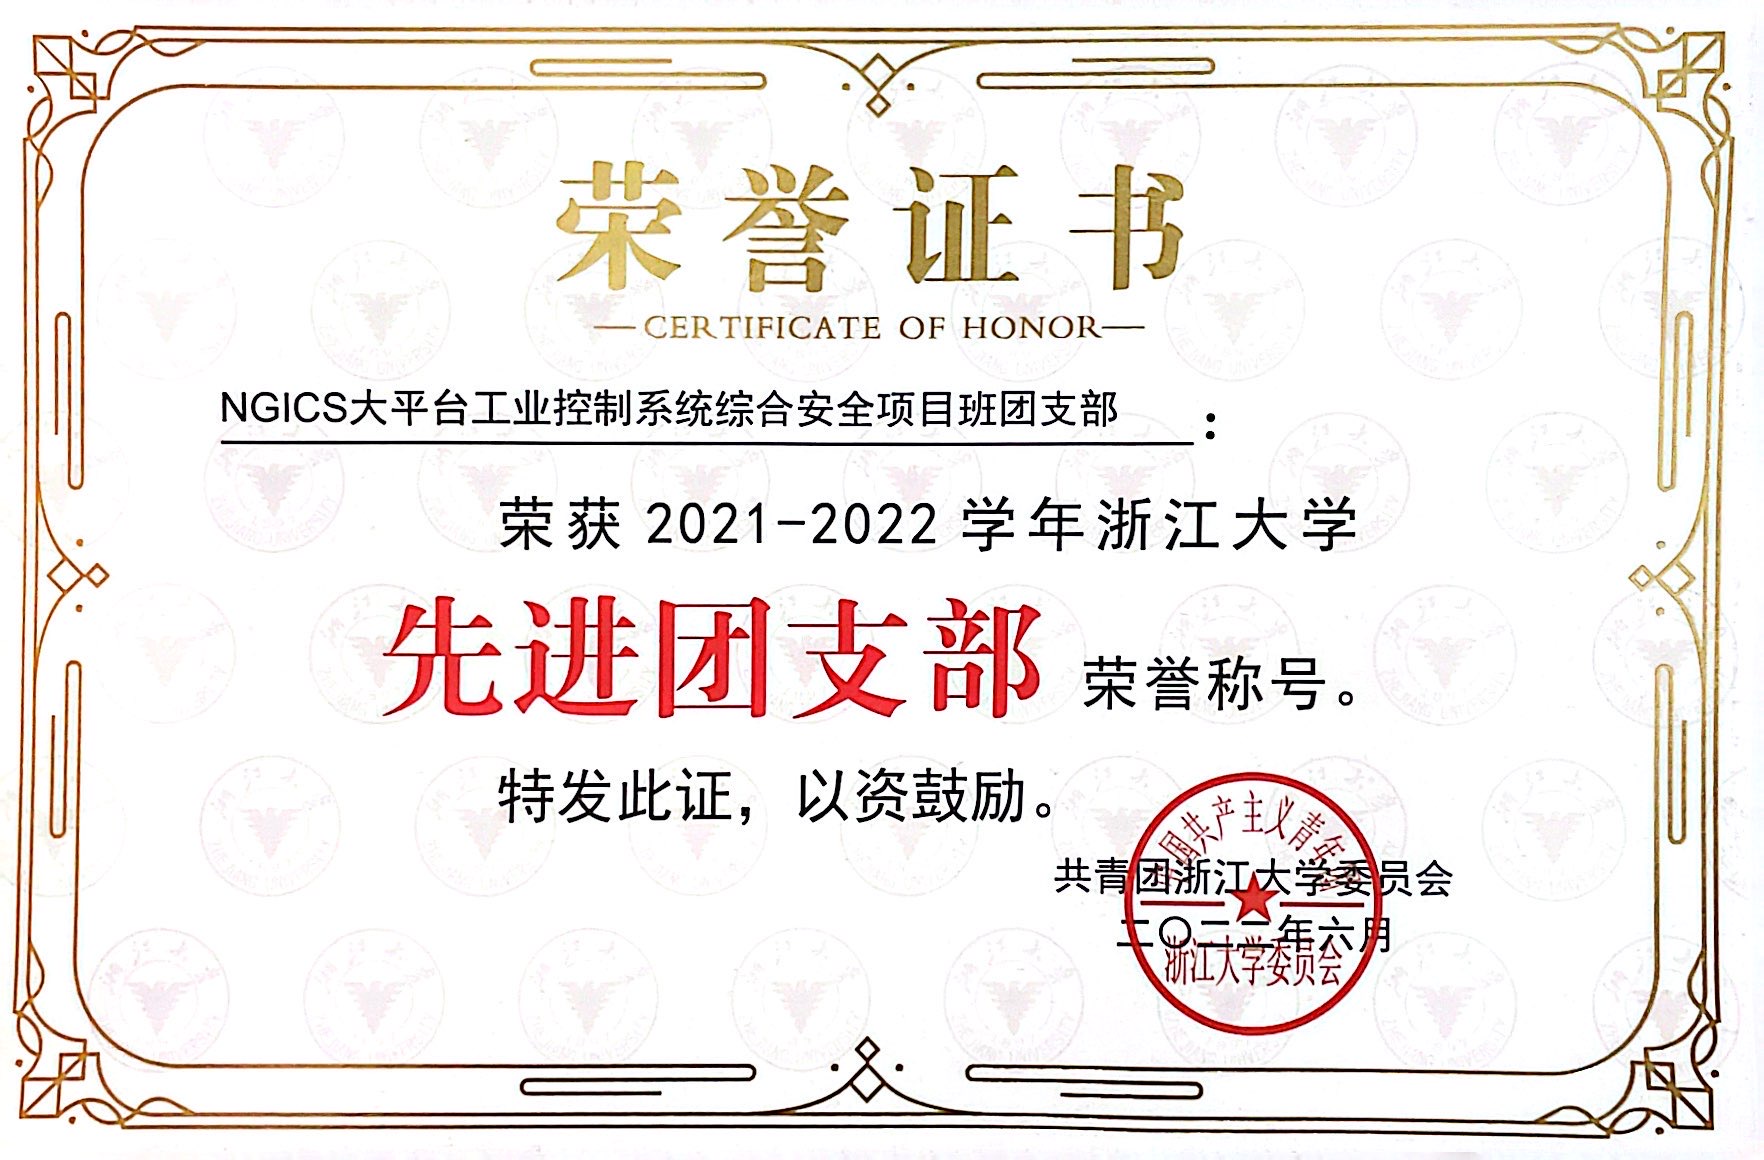 荣誉证书
—CERTIFICATE OF HONOR—
NGICS大平台工业控制系统综合安全项目班团支部：
荣获 2021-2022 学年浙江大学
先进团支部 荣誉称号。
特发此证，以资鼓励。
共青团浙江大学委员会
二〇二二年六月
中国共产主义青年团
浙江大学委员会